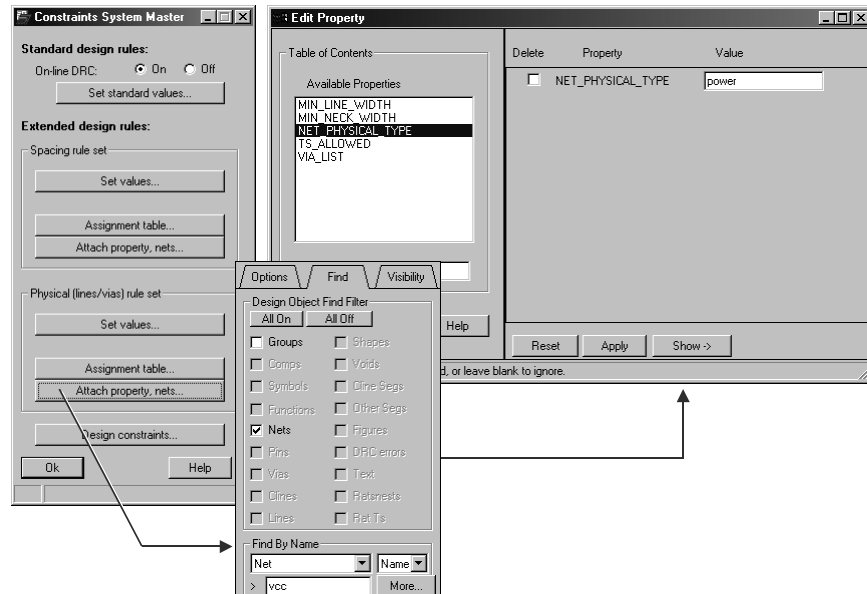 Constraints System Master
Standard design rules:
On-line DRC: On Off
Set standard values...
Extended design rules:
Spacing rule set
Set values...
Assignment table...
Attach property, nets...
Physical (lines/vias) rule set
Set values...
Assignment table...
Attach property, nets...
Design constraints...
Ok Help
Edit Property
Table of Contents
Available Properties
MIN_LINE_WIDTH
MIN_NECK_WIDTH
NET_PHYSICAL_TYPE
TS_ALLOWED
VIA_LIST
Help
Delete Property Value
NET_PHYSICAL_TYPE power
Reset Apply Show ->
or leave blank to ignore.
Options Find Visibility
Design Object Find Filter
All On All Off
Groups Shapes
Comps Voids
Symbols Cline Segs
Functions Other Segs
Nets Figures
Pins DRC errors
Vias Text
Clines Ratsnests
Lines Rat Ts
Find By Name
Net Name
> vcc More...